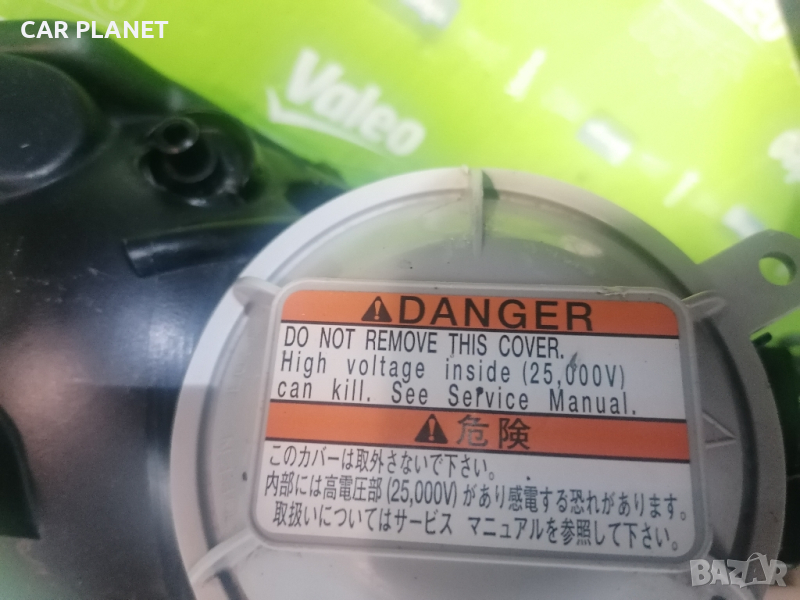 CAR PLANET
Valeo
DANGER
DO NOT REMOVE THIS COVER.
High voltage inside (25,000V)
can kill. See Service Manual.
危険
このカバーは取外さないで下さい。
内部には高電圧部(25,000V)があり感電する恐れがあります。
取扱いについてはサービス マニュアルを参照して下さい。
BAZAR